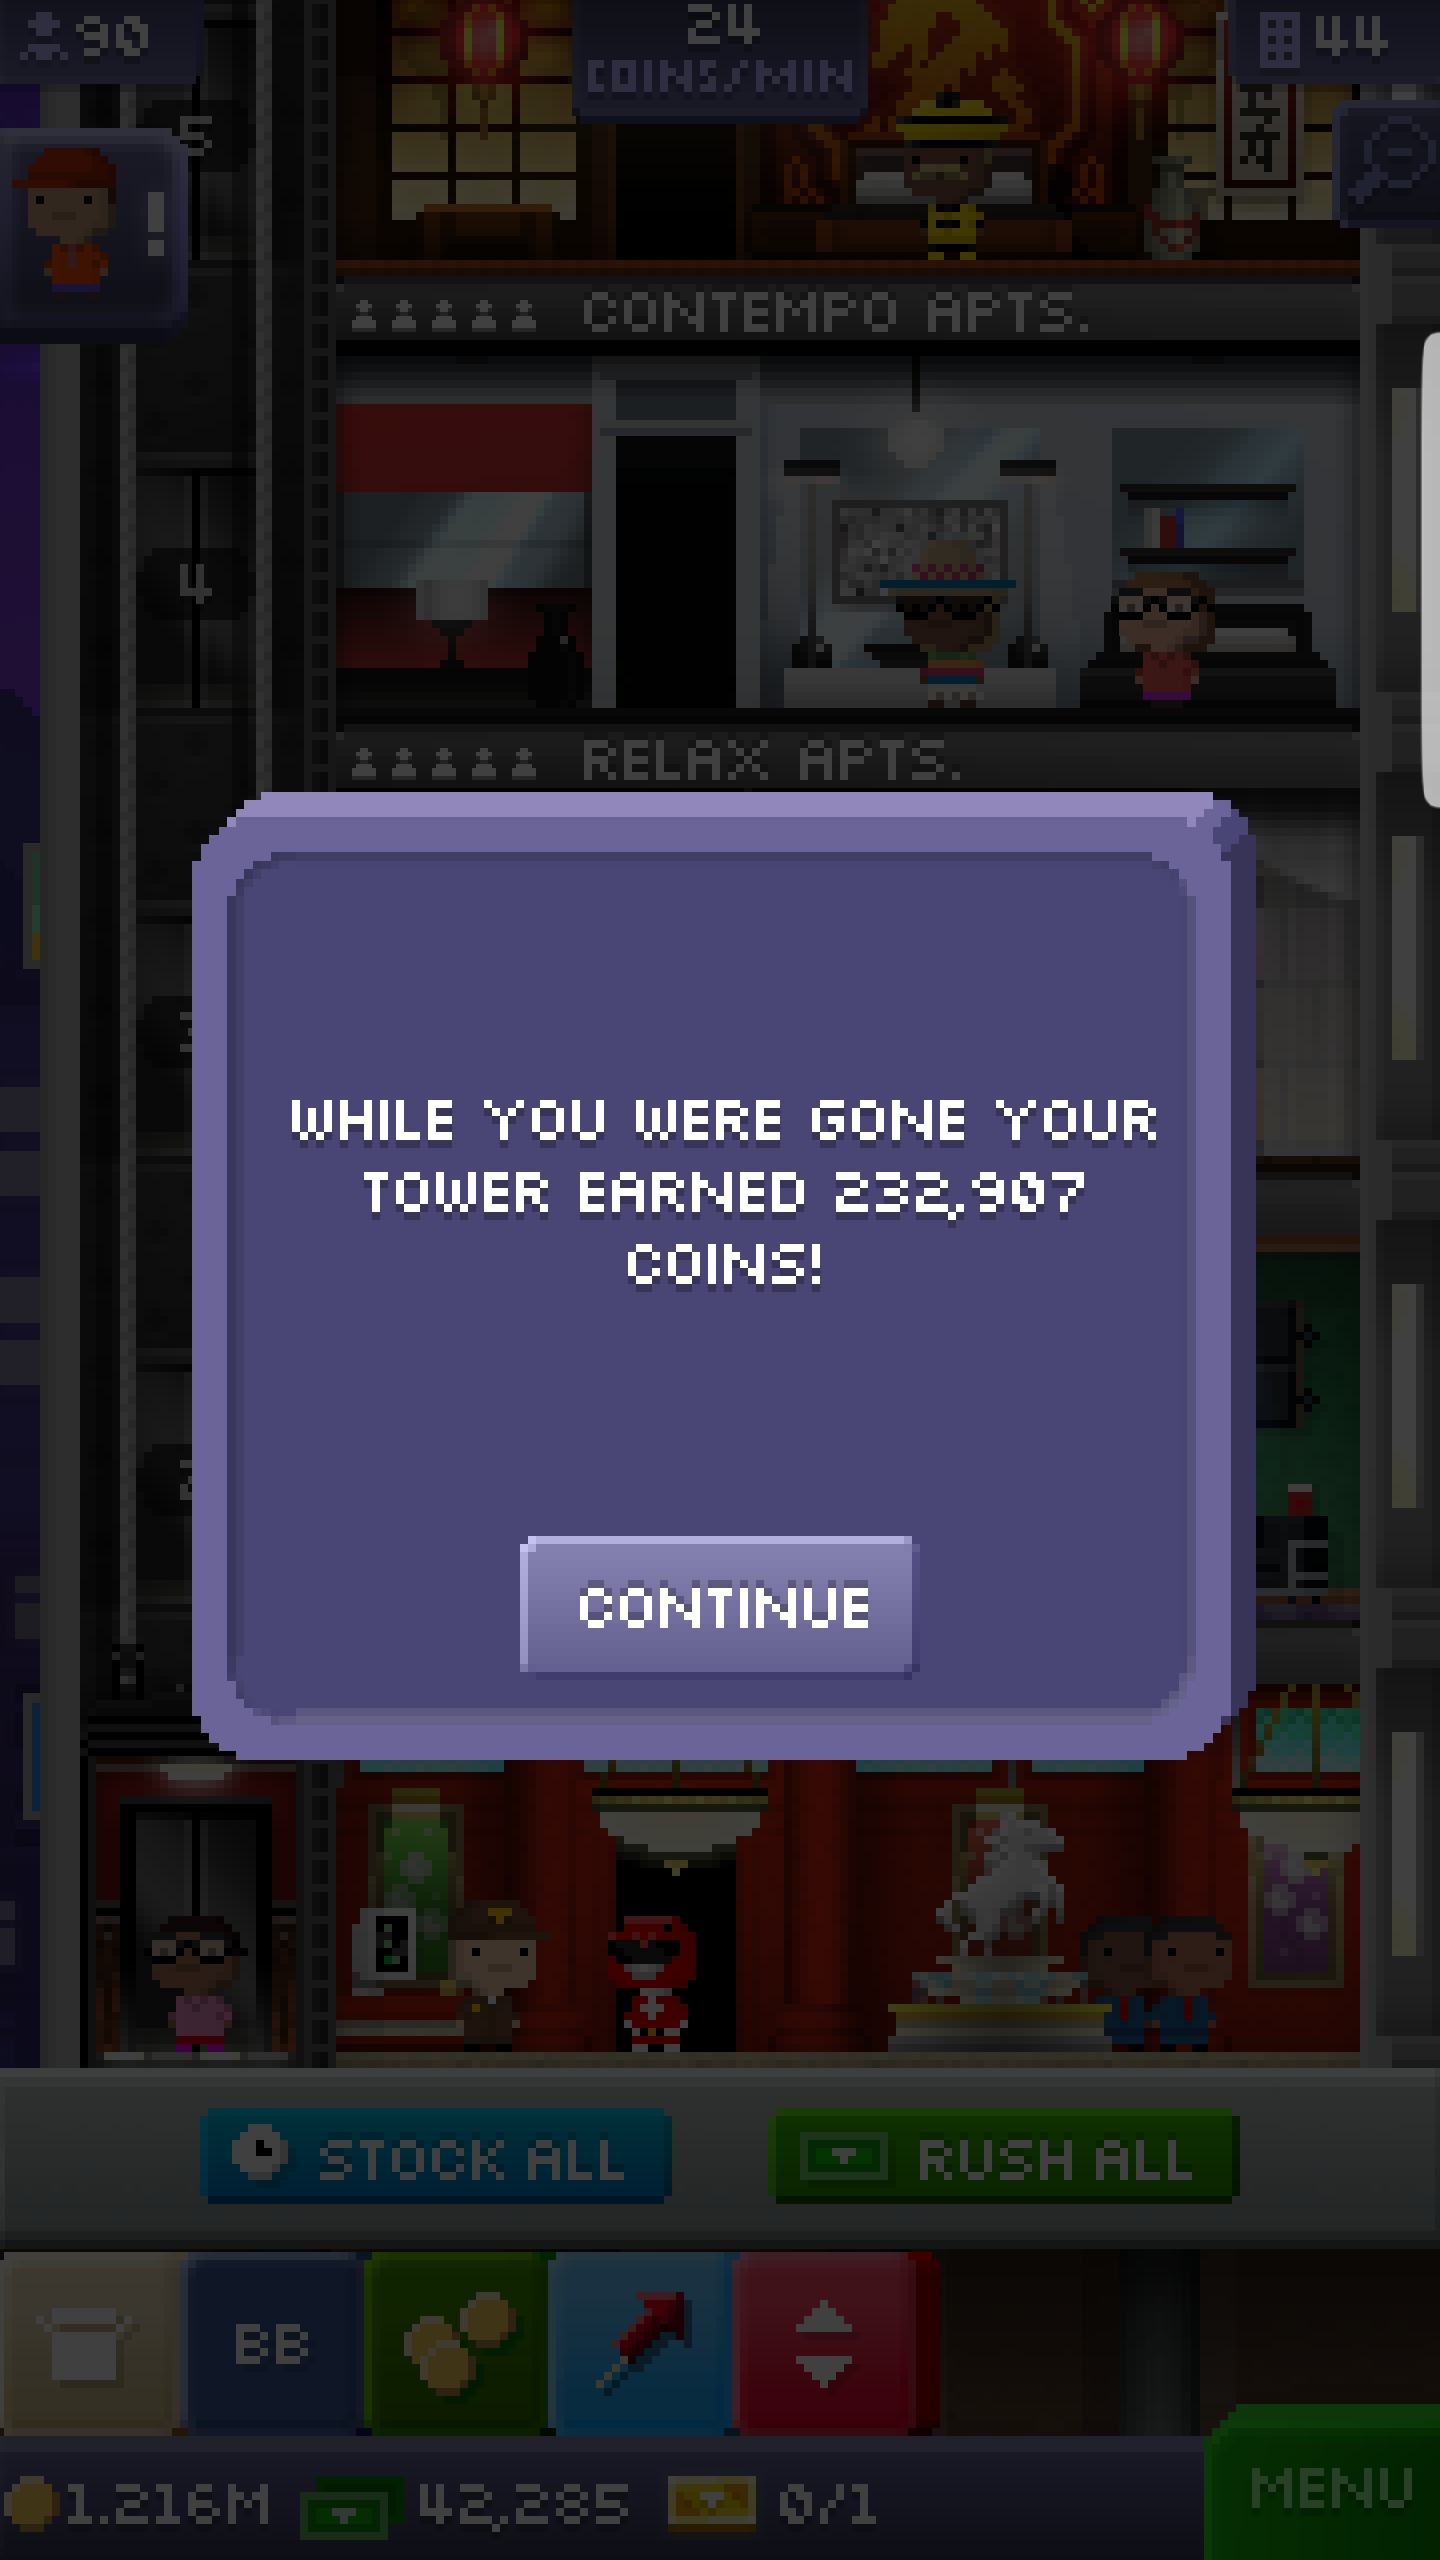 90
24
COINS/MIN
44
5
CONTEMPO APTS.
4
RELAX APTS.
WHILE YOU WERE GONE YOUR
TOWER EARNED 232,907
COINS!
CONTINUE
STOCK ALL
RUSH ALL
BB
1.216M
42,285
0/1
MENU